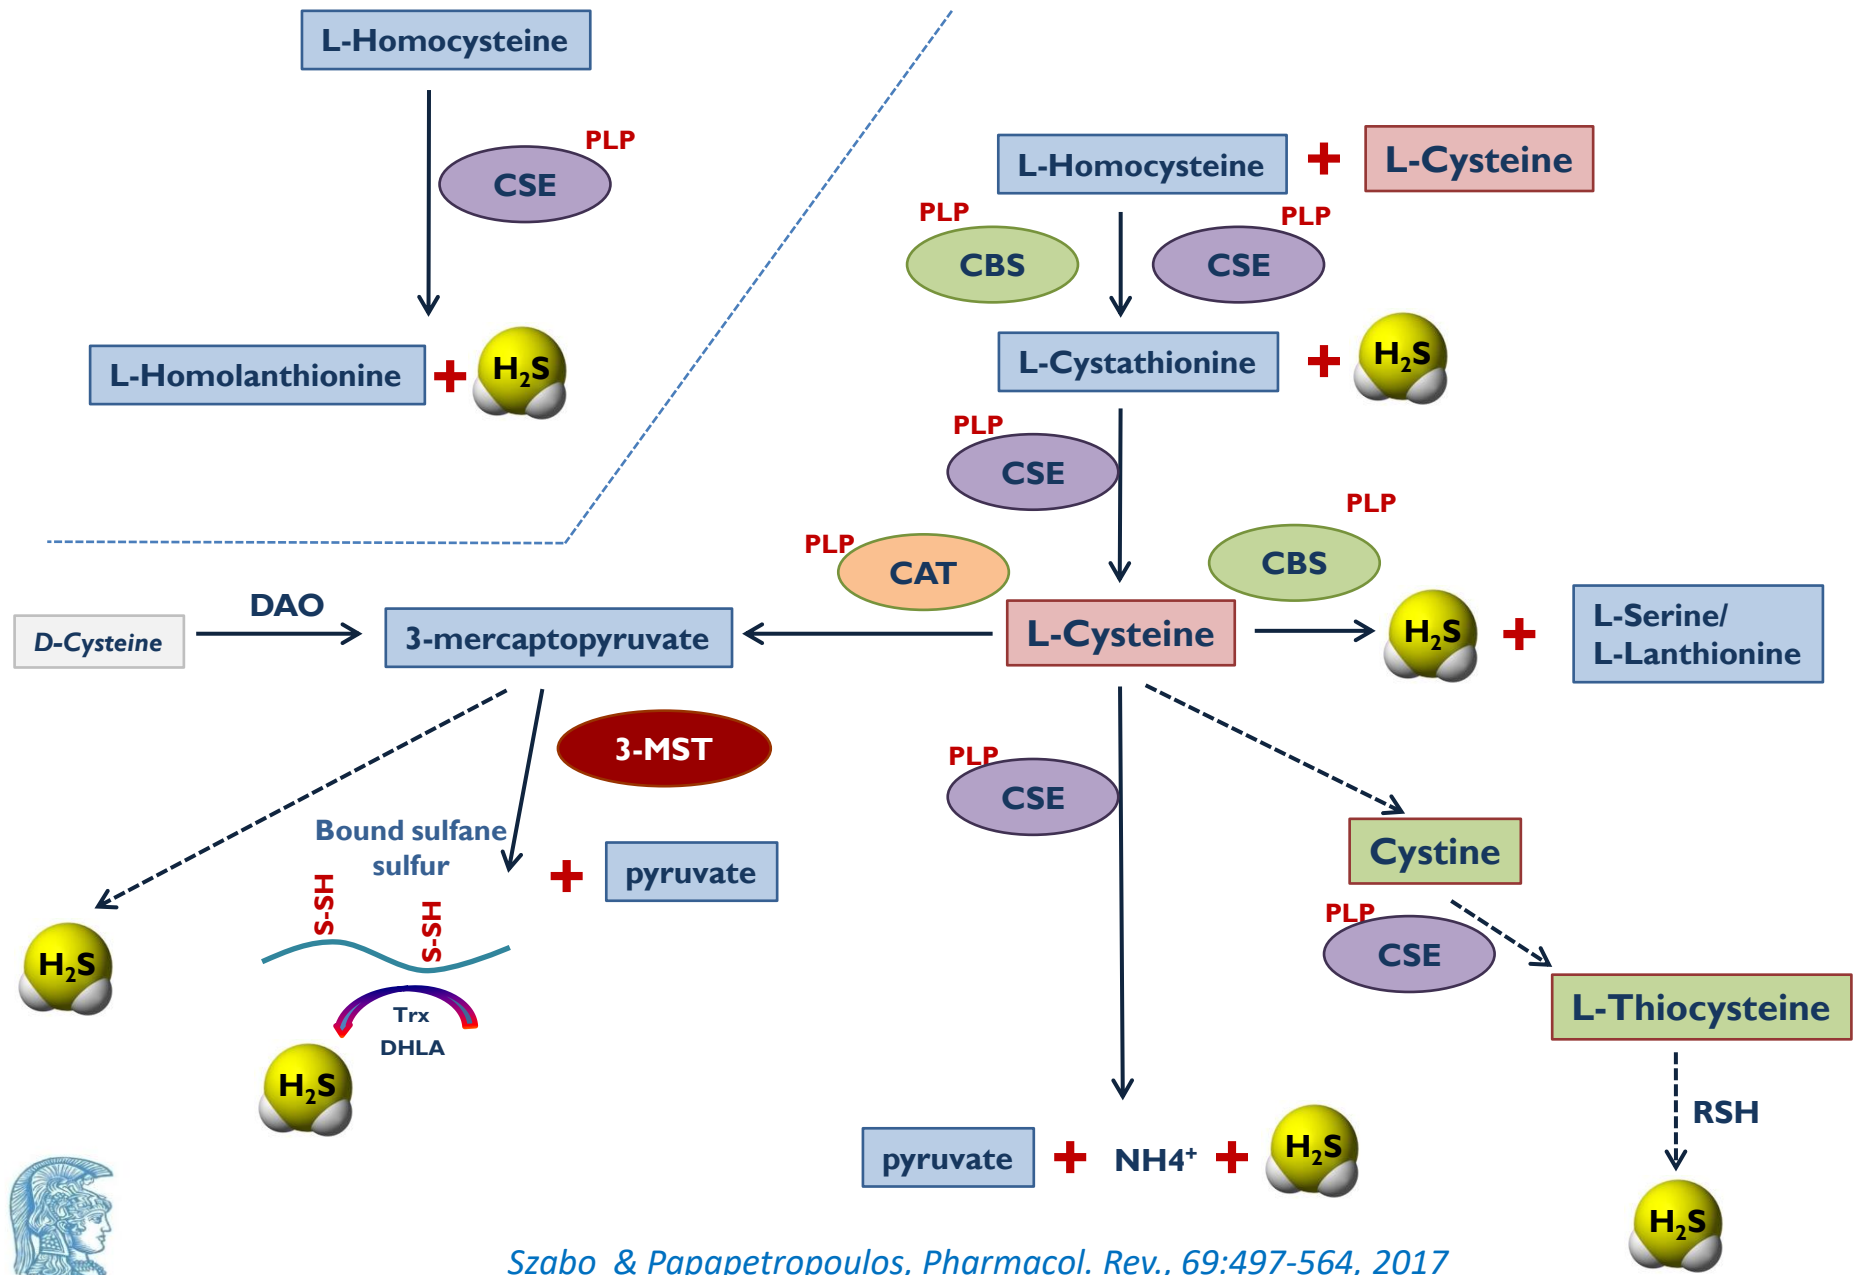 L-Homocysteine
PLP
CSE
L-Homolanthionine + H₂S
L-Homocysteine + L-Cysteine
PLP PLP
CBS CSE
L-Cystathionine + H₂S
PLP
CSE
PLP
CBS
PLP
CAT
D-Cysteine
DAO
3-mercaptopyruvate
L-Cysteine
H₂S + L-Serine/
L-Lanthionine
3-MST
Bound sulfane
sulfur
+ pyruvate
S-SH
S-SH
H₂S
Trx
DHLA
H₂S
PLP
CSE
pyruvate + NH4⁺ + H₂S
Cystine
PLP
CSE
L-Thiocysteine
RSH
H₂S
Szabo & Papapetropoulos, Pharmacol. Rev., 69:497-564, 2017